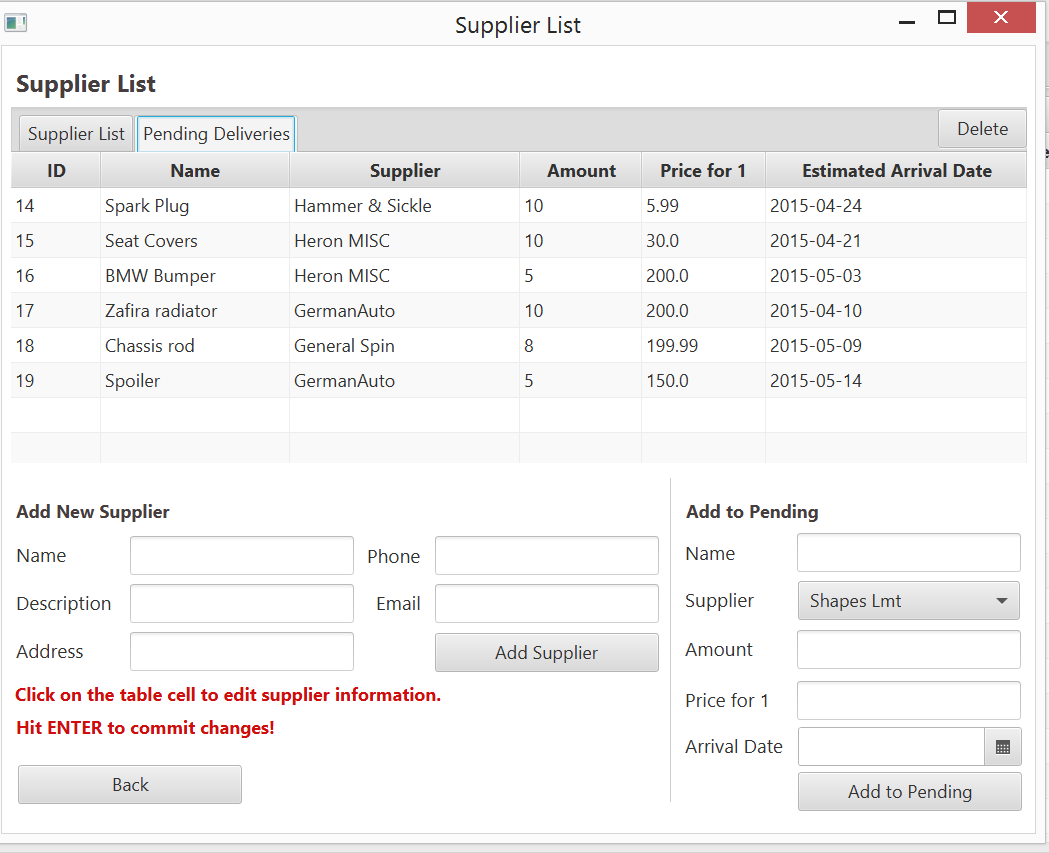 Supplier List
Supplier List
Supplier List Pending Deliveries Delete
ID Name Supplier Amount Price for 1 Estimated Arrival Date
14 Spark Plug Hammer & Sickle 10 5.99 2015-04-24
15 Seat Covers Heron MISC 10 30.0 2015-04-21
16 BMW Bumper Heron MISC 5 200.0 2015-05-03
17 Zafira radiator GermanAuto 10 200.0 2015-04-10
18 Chassis rod General Spin 8 199.99 2015-05-09
19 Spoiler GermanAuto 5 150.0 2015-05-14
Add New Supplier
Name Phone
Description Email
Address Add Supplier
Click on the table cell to edit supplier information.
Hit ENTER to commit changes!
Back
Add to Pending
Name
Supplier Shapes Lmt
Amount
Price for 1
Arrival Date
Add to Pending